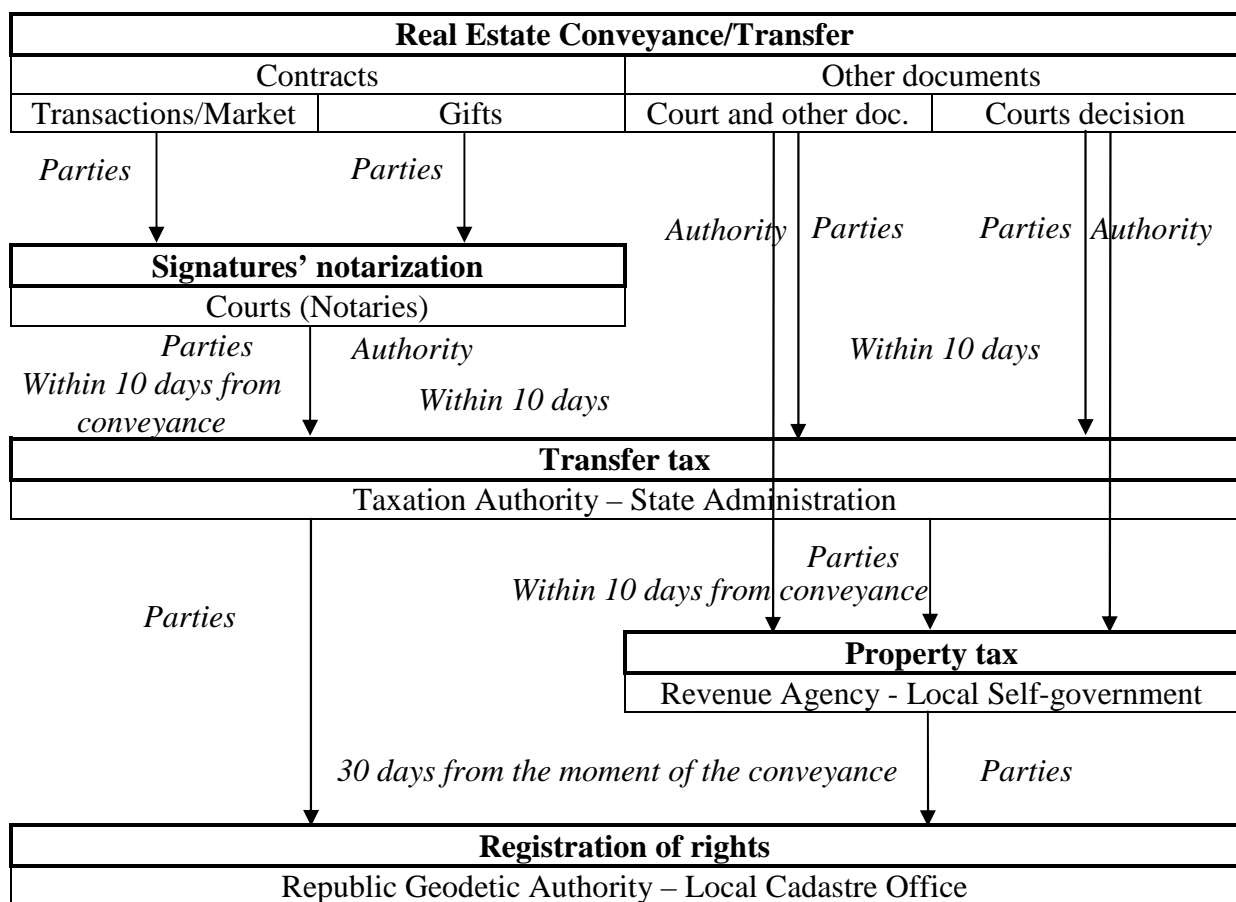 Real Estate Conveyance/Transfer
Contracts
Other documents
Transactions/Market
Gifts
Court and other doc.
Courts decision
Parties
Parties
Authority
Parties
Parties
Authority
Signatures’ notarization
Courts (Notaries)
Parties
Authority
Within 10 days
Within 10 days from
conveyance
Within 10 days
Transfer tax
Taxation Authority – State Administration
Parties
Within 10 days from conveyance
Parties
Property tax
Revenue Agency - Local Self-government
30 days from the moment of the conveyance
Parties
Registration of rights
Republic Geodetic Authority – Local Cadastre Office